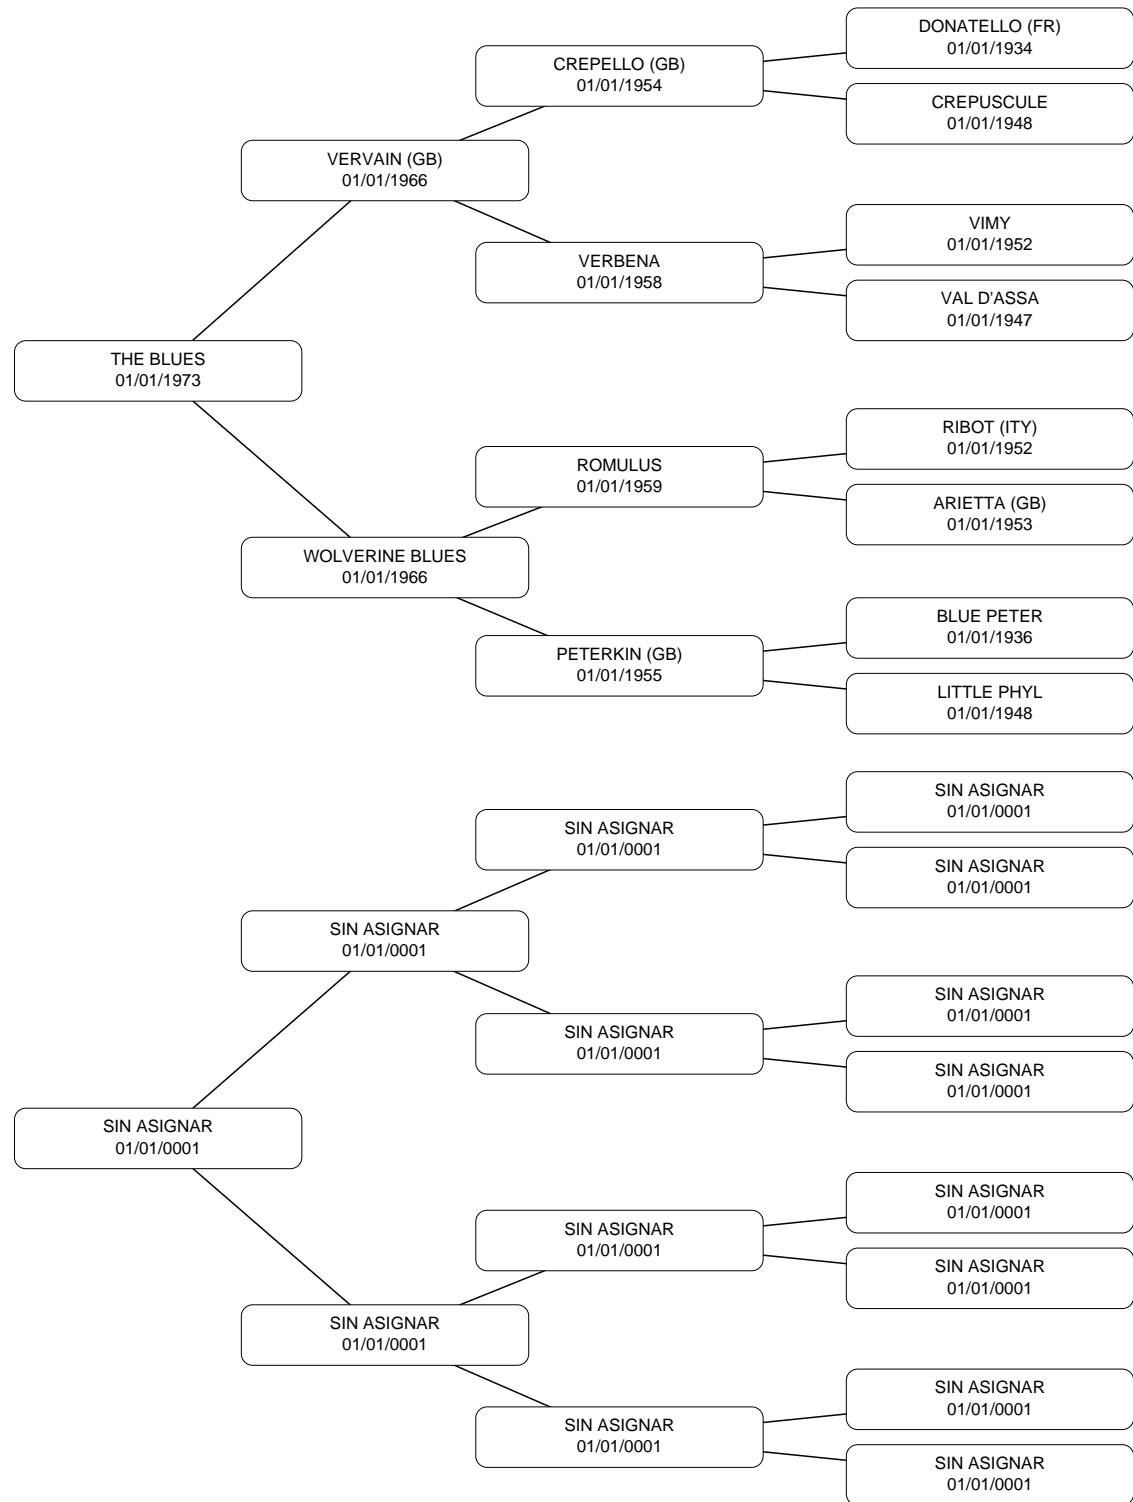 DONATELLO (FR)
01/01/1934
CREPELLO (GB)
01/01/1954
CREPUSCULE
01/01/1948
VERVAIN (GB)
01/01/1966
VIMY
01/01/1952
VERBENA
01/01/1958
VAL D'ASSA
01/01/1947
THE BLUES
01/01/1973
RIBOT (ITY)
01/01/1952
ROMULUS
01/01/1959
ARIETTA (GB)
01/01/1953
WOLVERINE BLUES
01/01/1966
BLUE PETER
01/01/1936
PETERKIN (GB)
01/01/1955
LITTLE PHYL
01/01/1948
SIN ASIGNAR
01/01/0001
SIN ASIGNAR
01/01/0001
SIN ASIGNAR
01/01/0001
SIN ASIGNAR
01/01/0001
SIN ASIGNAR
01/01/0001
SIN ASIGNAR
01/01/0001
SIN ASIGNAR
01/01/0001
SIN ASIGNAR
01/01/0001
SIN ASIGNAR
01/01/0001
SIN ASIGNAR
01/01/0001
SIN ASIGNAR
01/01/0001
SIN ASIGNAR
01/01/0001
SIN ASIGNAR
01/01/0001
SIN ASIGNAR
01/01/0001
SIN ASIGNAR
01/01/0001